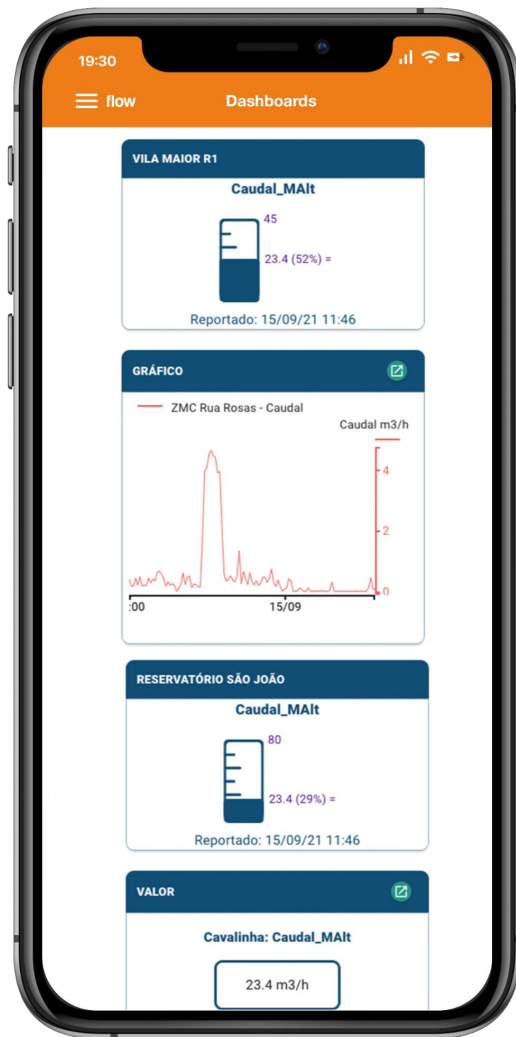 19:30
flow
Dashboards
VILA MAIOR R1
Caudal_MAlt
45
23.4 (52%) =
Reportado: 15/09/21 11:46
GRÁFICO
ZMC Rua Rosas - Caudal
Caudal m3/h
4
2
0
:00
15/09
RESERVATÓRIO SÃO JOÃO
Caudal_MAlt
80
23.4 (29%) =
Reportado: 15/09/21 11:46
VALOR
Cavalinha: Caudal_MAlt
23.4 m3/h